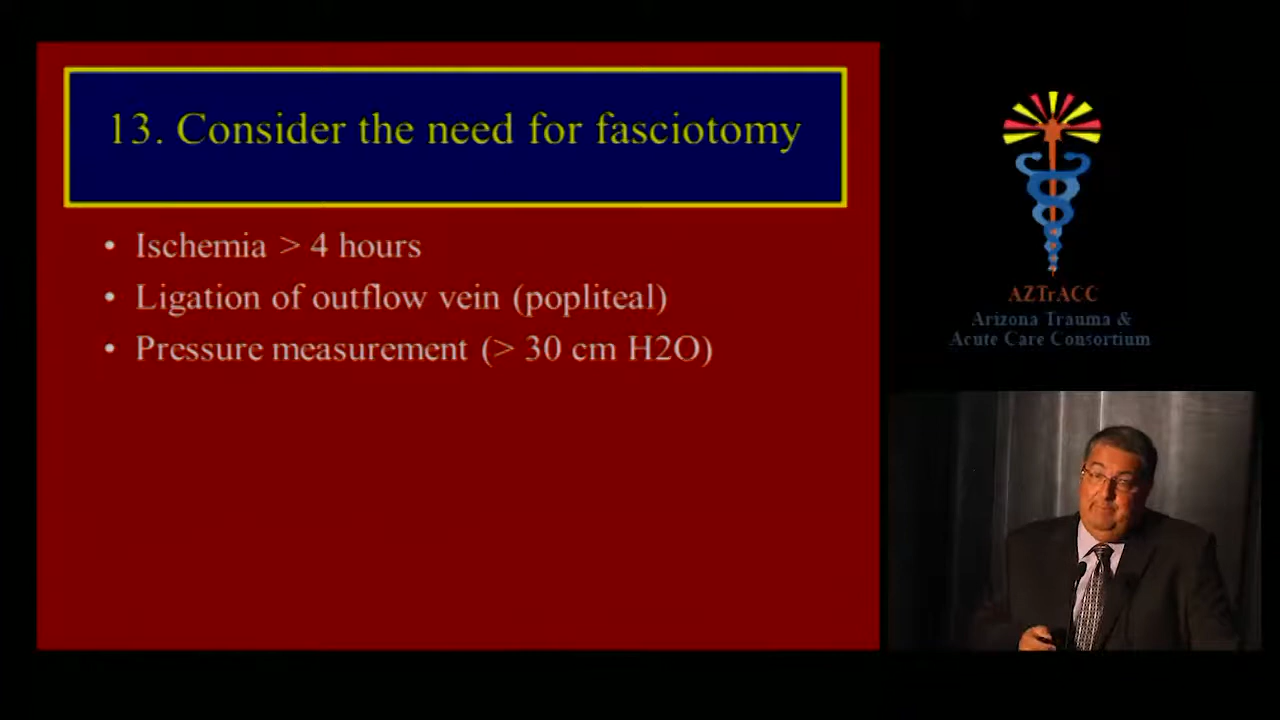 13. Consider the need for fasciotomy
• Ischemia > 4 hours
• Ligation of outflow vein (popliteal)
• Pressure measurement (> 30 cm H2O)
AZTrACC
Arizona Trauma &
Acute Care Consortium